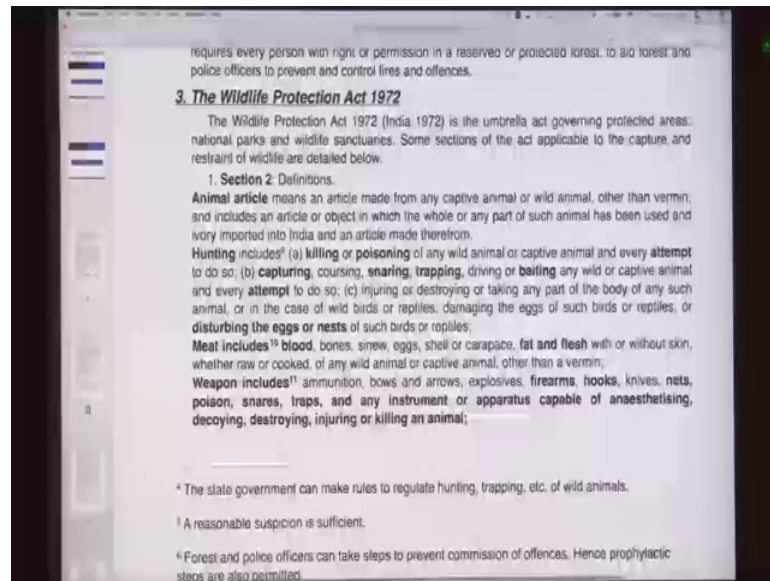 requires every person with right or permission in a reserved or protected forest, to aid forest and
police officers to prevent and control fires and offences.
3. The Wildlife Protection Act 1972
The Wildlife Protection Act 1972 (India 1972) is the umbrella act governing protected areas:
national parks and wildlife sanctuaries. Some sections of the act applicable to the capture and
restraint of wildlife are detailed below.
1. Section 2: Definitions.
Animal article means an article made from any captive animal or wild animal, other than vermin,
and includes an article or object in which the whole or any part of such animal has been used and
ivory imported into India and an article made therefrom.
Hunting includes⁹ (a) killing or poisoning of any wild animal or captive animal and every attempt
to do so; (b) capturing, coursing, snaring, trapping, driving or baiting any wild or captive animal
and every attempt to do so; (c) injuring or destroying or taking any part of the body of any such
animal, or in the case of wild birds or reptiles, damaging the eggs of such birds or reptiles, or
disturbing the eggs or nests of such birds or reptiles;
Meat includes¹⁰ blood, bones, sinew, eggs, shell or carapace, fat and flesh with or without skin,
whether raw or cooked, of any wild animal or captive animal, other than a vermin;
Weapon includes¹¹ ammunition, bows and arrows, explosives, firearms, hooks, knives, nets,
poison, snares, traps, and any instrument or apparatus capable of anaesthetising,
decoying, destroying, injuring or killing an animal;
⁴ The state government can make rules to regulate hunting, trapping, etc. of wild animals.
⁵ A reasonable suspicion is sufficient.
⁶ Forest and police officers can take steps to prevent commission of offences. Hence prophylactic
steps are also permitted